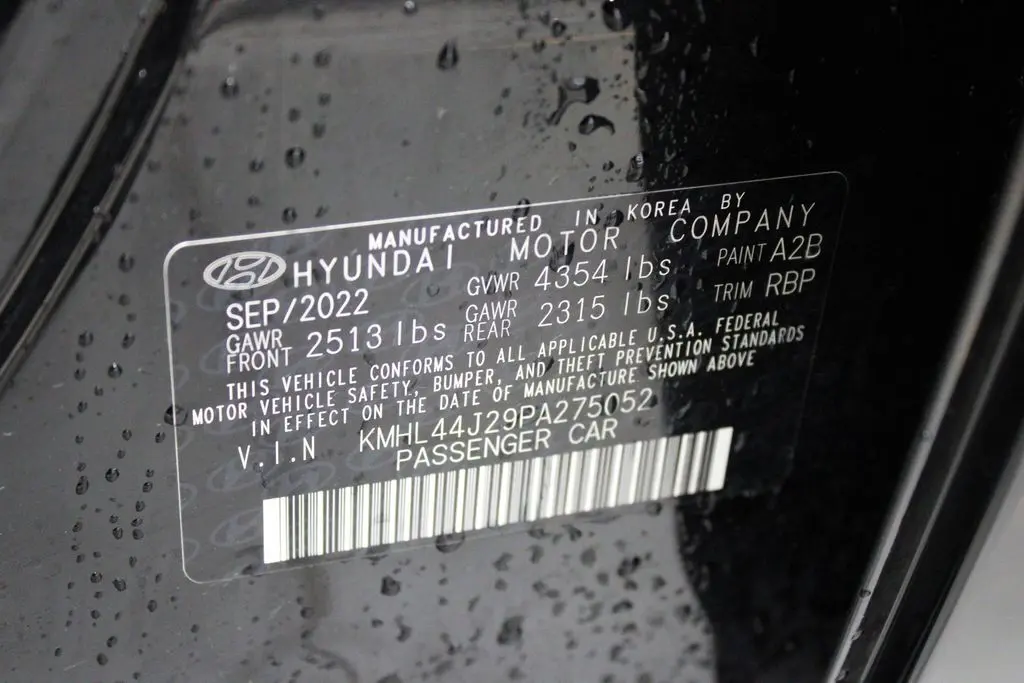 MANUFACTURED IN KOREA BY
HYUNDAI MOTOR COMPANY
SEP/2022 GVWR 4354 lbs PAINT A2B
GAWR FRONT 2513 lbs GAWR REAR 2315 lbs TRIM RBP
THIS VEHICLE CONFORMS TO ALL APPLICABLE U.S.A. FEDERAL
MOTOR VEHICLE SAFETY, BUMPER, AND THEFT PREVENTION STANDARDS
IN EFFECT ON THE DATE OF MANUFACTURE SHOWN ABOVE
V.I.N KMHL44J29PA275052
PASSENGER CAR